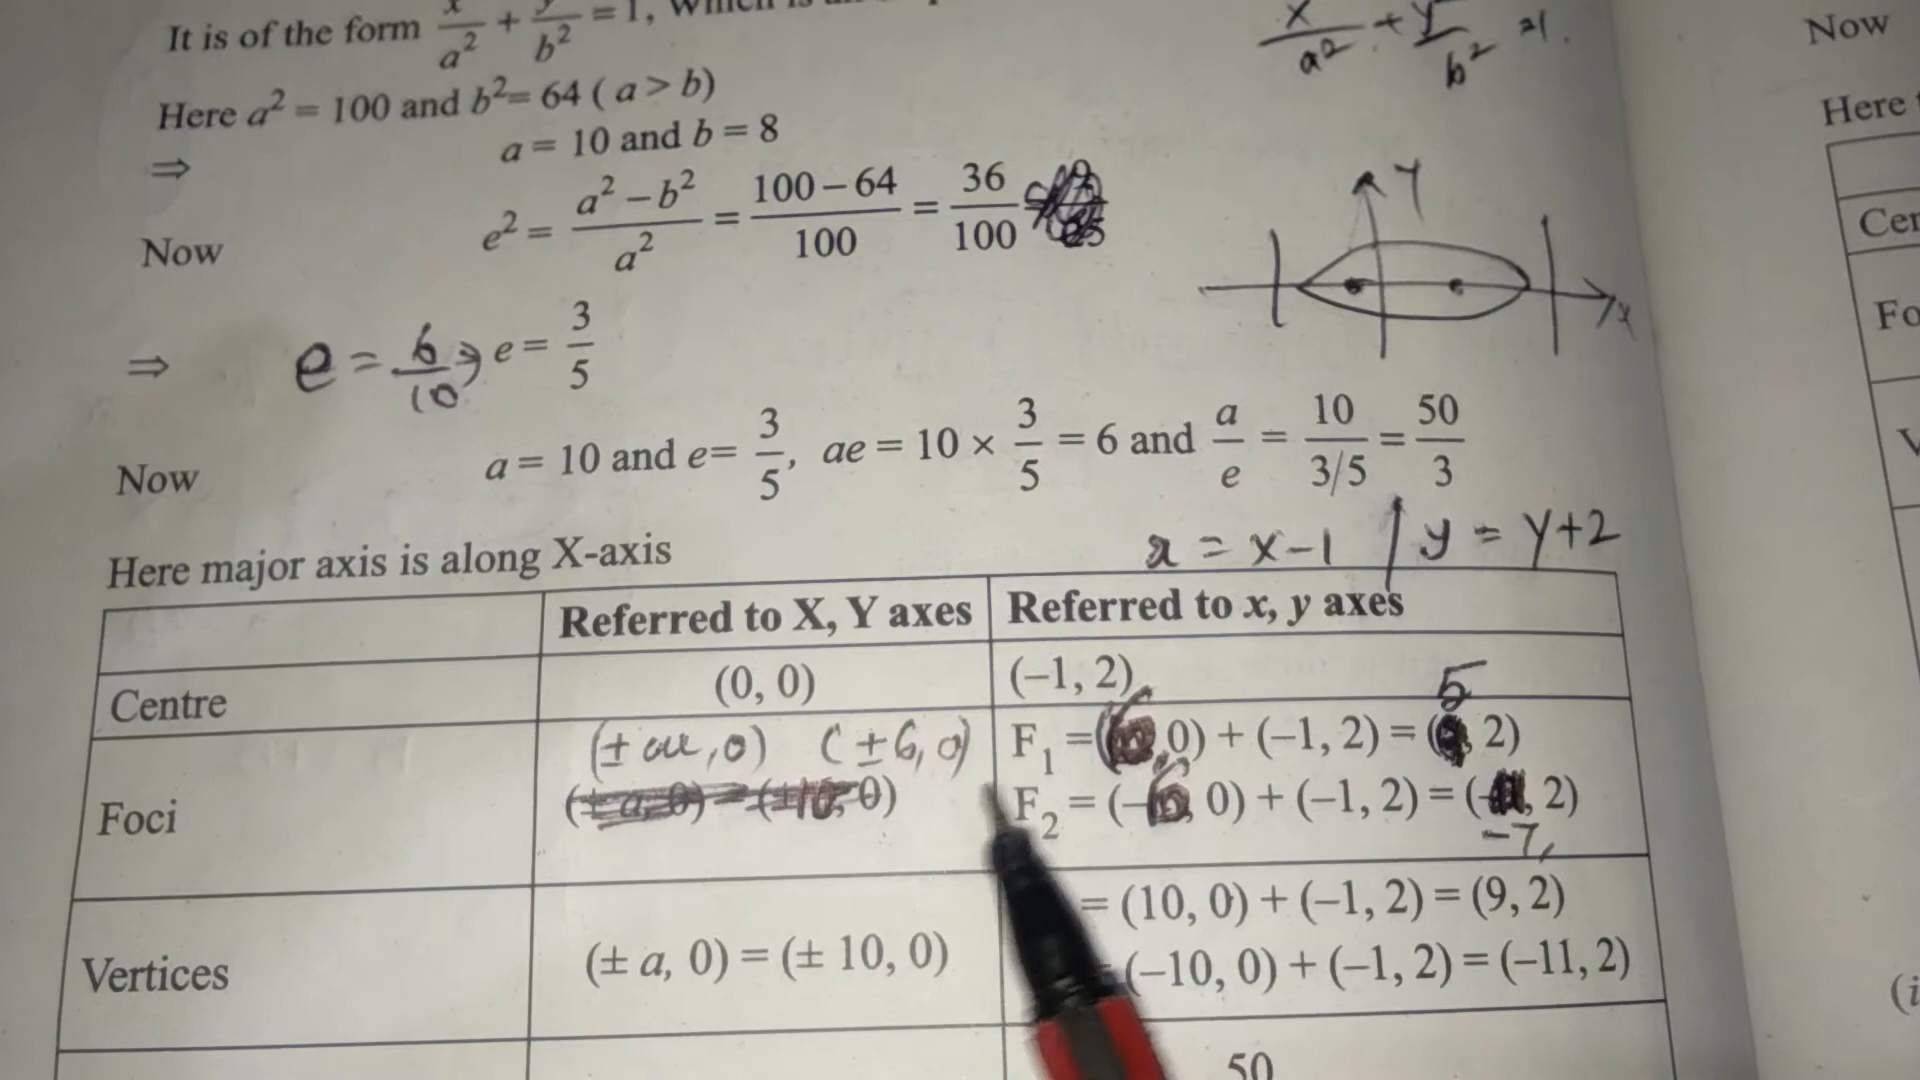 It is of the form x/a² + y/b² = 1, which is
x/a² + y/b² = 1.
Now
Here a² = 100 and b² = 64 ( a > b)
Here
⇒ a = 10 and b = 8
Now e² = (a² – b²)/a² = (100 – 64)/100 = 36/100
Y
X
Cen
Fo
⇒ e = 6/10 ⇒ e = 3/5
Now a = 10 and e= 3/5, ae = 10 × 3/5 = 6 and a/e = 10/(3/5) = 50/3
x = X–1 | y = Y+2
Here major axis is along X-axis
Referred to X, Y axes Referred to x, y axes
Centre (0, 0) (–1, 2)
5
Foci (± ae, 0) (±6, 0) F₁ = (6, 0) + (–1, 2) = ( , 2)
(± a, 0) = (±10, 0) F₂ = (–6, 0) + (–1, 2) = (– , 2)
–7,
Vertices (± a, 0) = (± 10, 0) = (10, 0) + (–1, 2) = (9, 2)
(–10, 0) + (–1, 2) = (–11, 2)
V
(i
50